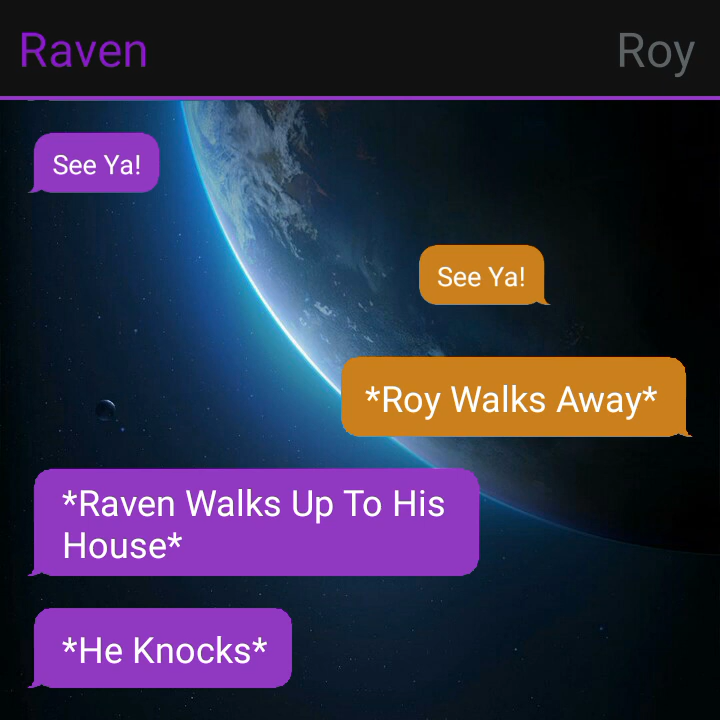 Raven
Roy
See Ya!
See Ya!
*Roy Walks Away*
*Raven Walks Up To His
House*
*He Knocks*